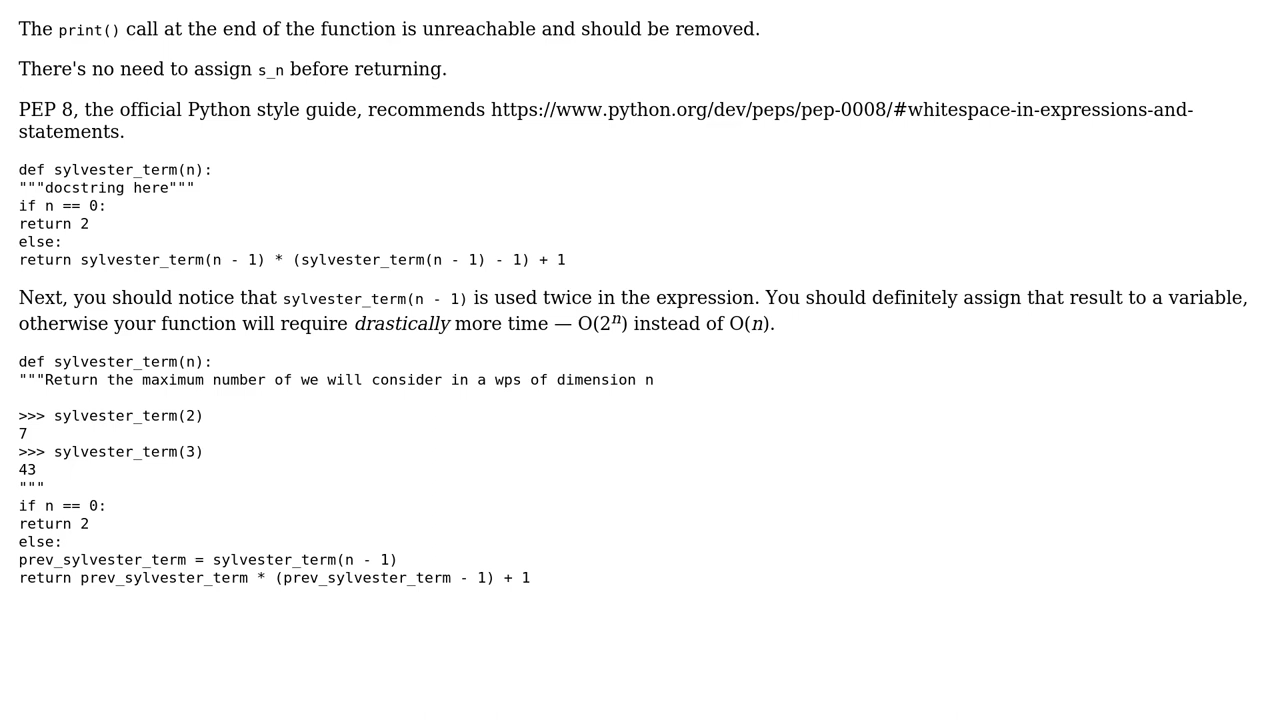 The print() call at the end of the function is unreachable and should be removed.
There's no need to assign s_n before returning.
PEP 8, the official Python style guide, recommends https://www.python.org/dev/peps/pep-0008/#whitespace-in-expressions-and-
statements.
def sylvester_term(n):
"""docstring here"""
if n == 0:
return 2
else:
return sylvester_term(n - 1) * (sylvester_term(n - 1) - 1) + 1
Next, you should notice that sylvester_term(n - 1) is used twice in the expression. You should definitely assign that result to a variable,
otherwise your function will require drastically more time — O(2ⁿ) instead of O(n).
def sylvester_term(n):
"""Return the maximum number of we will consider in a wps of dimension n
>>> sylvester_term(2)
7
>>> sylvester_term(3)
43
"""
if n == 0:
return 2
else:
prev_sylvester_term = sylvester_term(n - 1)
return prev_sylvester_term * (prev_sylvester_term - 1) + 1